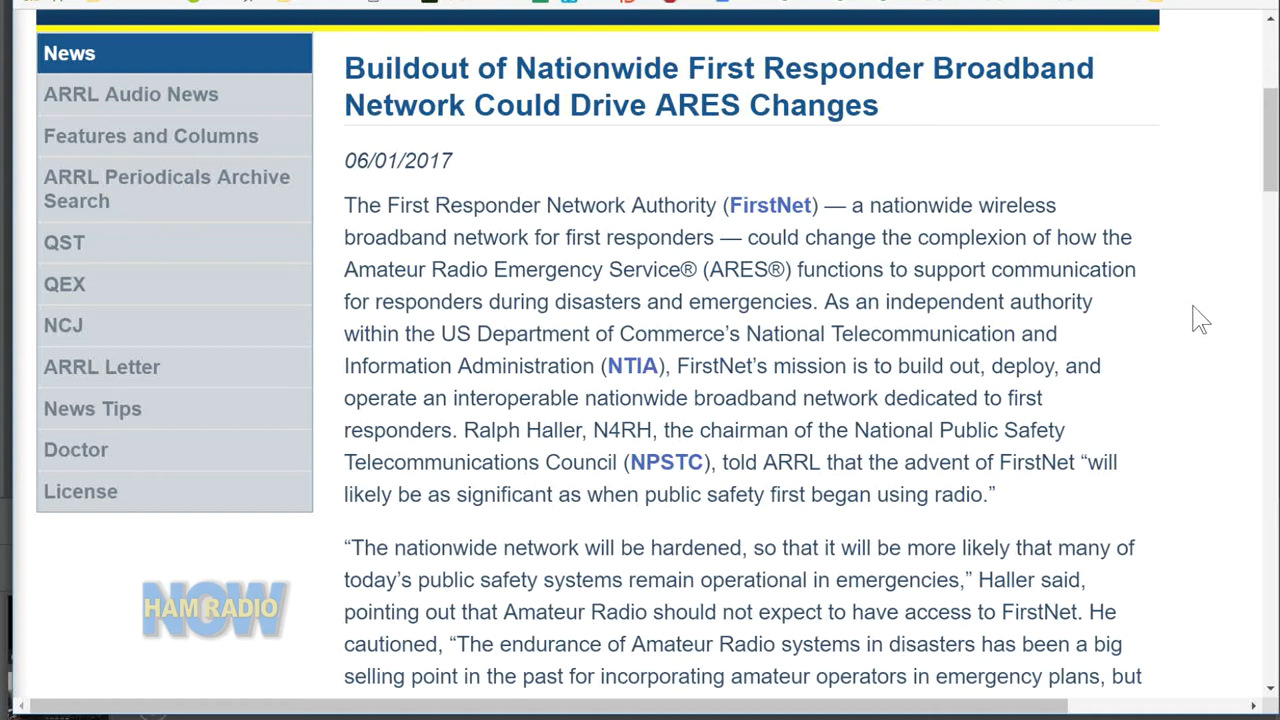 News
ARRL Audio News
Features and Columns
ARRL Periodicals Archive
Search
QST
QEX
NCJ
ARRL Letter
News Tips
Doctor
License
HAM RADIO
NOW
Buildout of Nationwide First Responder Broadband
Network Could Drive ARES Changes
06/01/2017
The First Responder Network Authority (FirstNet) — a nationwide wireless
broadband network for first responders — could change the complexion of how the
Amateur Radio Emergency Service® (ARES®) functions to support communication
for responders during disasters and emergencies. As an independent authority
within the US Department of Commerce’s National Telecommunication and
Information Administration (NTIA), FirstNet’s mission is to build out, deploy, and
operate an interoperable nationwide broadband network dedicated to first
responders. Ralph Haller, N4RH, the chairman of the National Public Safety
Telecommunications Council (NPSTC), told ARRL that the advent of FirstNet “will
likely be as significant as when public safety first began using radio.”
“The nationwide network will be hardened, so that it will be more likely that many of
today’s public safety systems remain operational in emergencies,” Haller said,
pointing out that Amateur Radio should not expect to have access to FirstNet. He
cautioned, “The endurance of Amateur Radio systems in disasters has been a big
selling point in the past for incorporating amateur operators in emergency plans, but